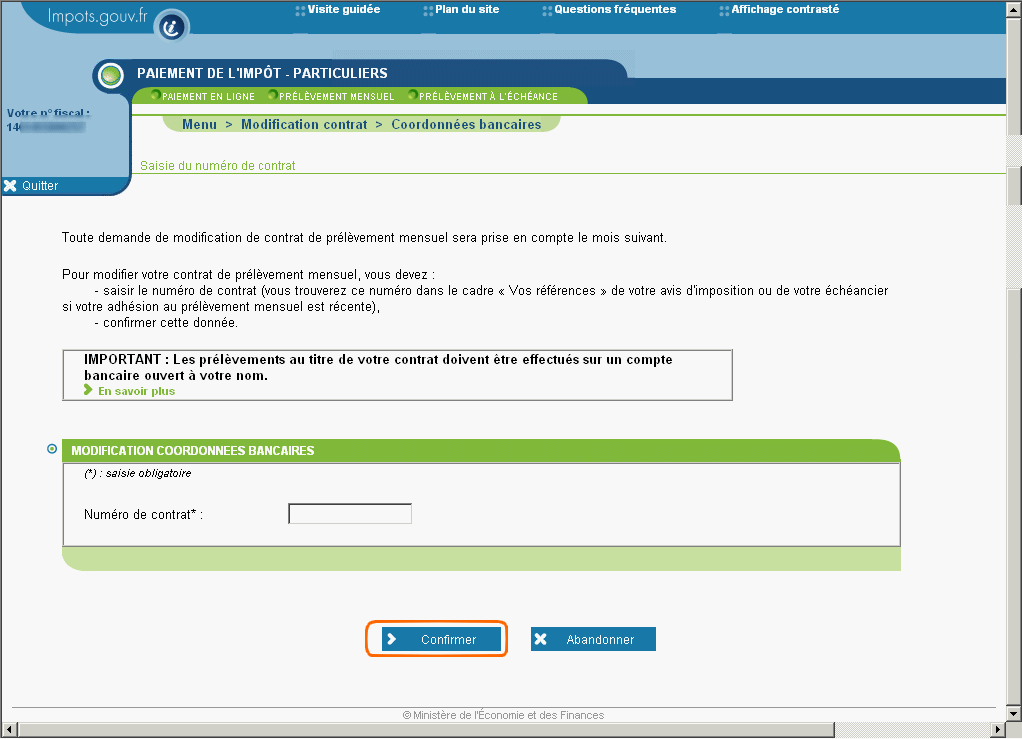 Impots.gouv.fr
Visite guidée
Plan du site
Questions fréquentes
Affichage contrasté
PAIEMENT DE L'IMPÔT - PARTICULIERS
PAIEMENT EN LIGNE
PRÉLÈVEMENT MENSUEL
PRÉLÈVEMENT À L'ÉCHÉANCE
Votre n° fiscal :
Menu > Modification contrat > Coordonnées bancaires
Saisie du numéro de contrat
Quitter
Toute demande de modification de contrat de prélèvement mensuel sera prise en compte le mois suivant.
Pour modifier votre contrat de prélèvement mensuel, vous devez :
- saisir le numéro de contrat (vous trouverez ce numéro dans le cadre « Vos références » de votre avis d'imposition ou de votre échéancier
si votre adhésion au prélèvement mensuel est récente),
- confirmer cette donnée.
IMPORTANT : Les prélèvements au titre de votre contrat doivent être effectués sur un compte
bancaire ouvert à votre nom.
En savoir plus
MODIFICATION COORDONNEES BANCAIRES
(*) : saisie obligatoire
Numéro de contrat* :
Confirmer
Abandonner
© Ministère de l'Économie et des Finances